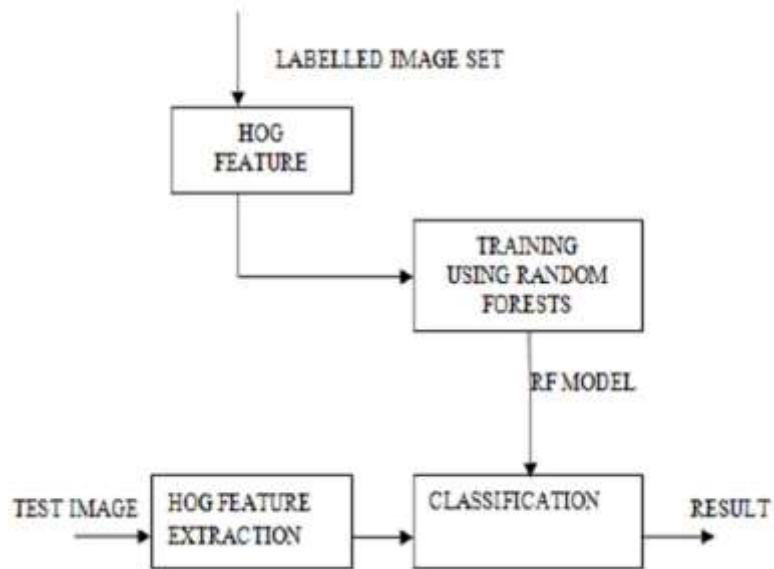 LABELLED IMAGE SET
HOG
FEATURE
TRAINING
USING RANDOM
FORESTS
RF MODEL
TEST IMAGE
HOG FEATURE
EXTRACTION
CLASSIFICATION
RESULT